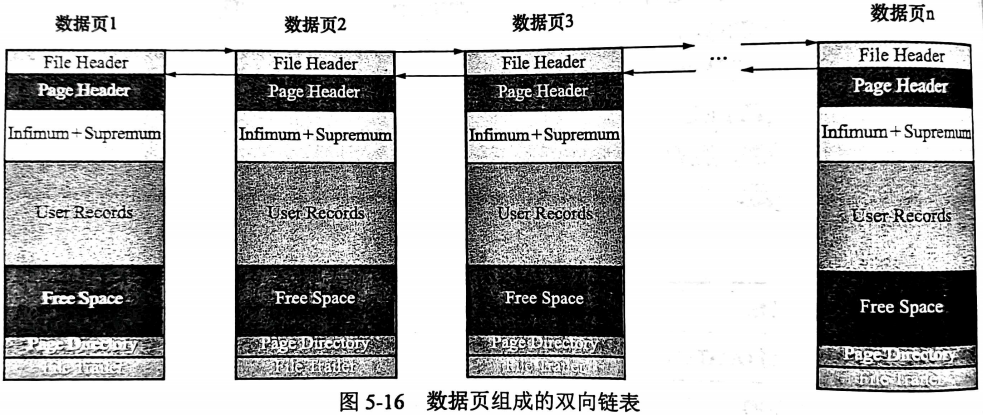 数据页1
数据页2
数据页3
数据页n
File Header
File Header
File Header
...
File Header
Page Header
Page Header
Page Header
Page Header
Infimum+Supremum
Infimum+Supremum
Infimum+Supremum
Infimum+Supremum
User Records
User Records
User Records
User Records
Free Space
Free Space
Free Space
Free Space
Page Directory
Page Directory
Page Directory
Page Directory
File Trailer
File Trailer
File Trailer
File Trailer
图 5-16 数据页组成的双向链表